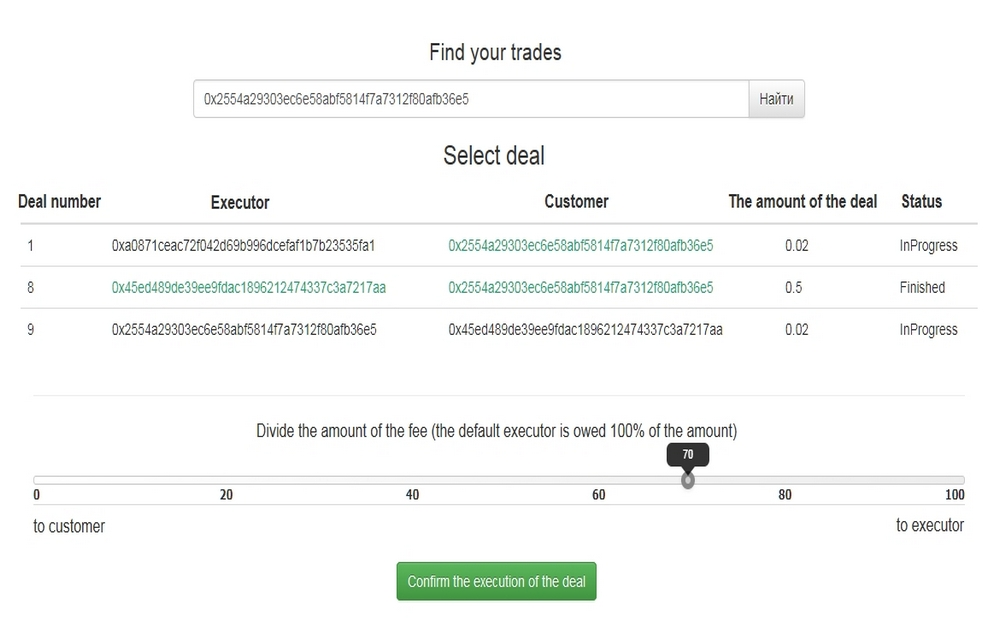 Find your trades
0x2554a29303ec6e58abf5814f7a7312f80afb36e5 Найти
Select deal
Deal number Executor Customer The amount of the deal Status
1 0xa0871ceac72f042d69b996dcefaf1b7b23535fa1 0x2554a29303ec6e58abf5814f7a7312f80afb36e5 0.02 InProgress
8 0x45ed489de39ee9fdac1896212474337c3a7217aa 0x2554a29303ec6e58abf5814f7a7312f80afb36e5 0.5 Finished
9 0x2554a29303ec6e58abf5814f7a7312f80afb36e5 0x45ed489de39ee9fdac1896212474337c3a7217aa 0.02 InProgress
Divide the amount of the fee (the default executor is owed 100% of the amount)
70
0 20 40 60 80 100
to customer to executor
Confirm the execution of the deal